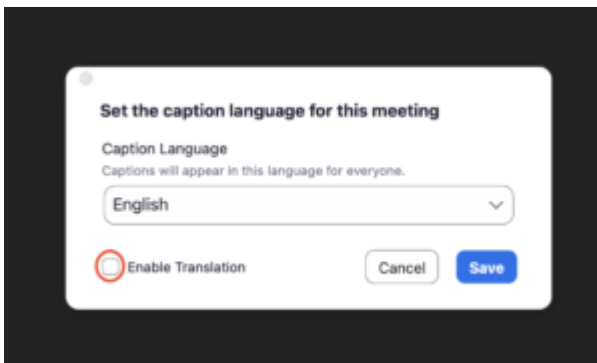 Set the caption language for this meeting
Caption Language
Captions will appear in this language for everyone.
English
Enable Translation
Cancel
Save